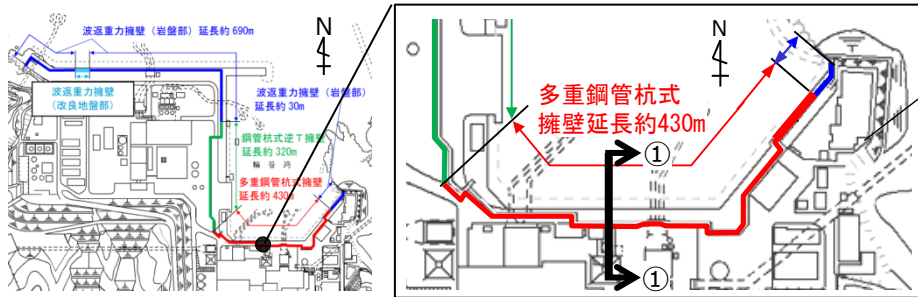 波返重力擁壁（岩盤部）延長約690m
N
波返重力擁壁
（改良地盤部）
波返重力擁壁（岩盤部）
延長約30m
鋼管杭式逆T擁壁
延長約320m
輪谷湾
多重鋼管杭式擁壁
延長約430m
N
多重鋼管杭式
擁壁延長約430m
①
①